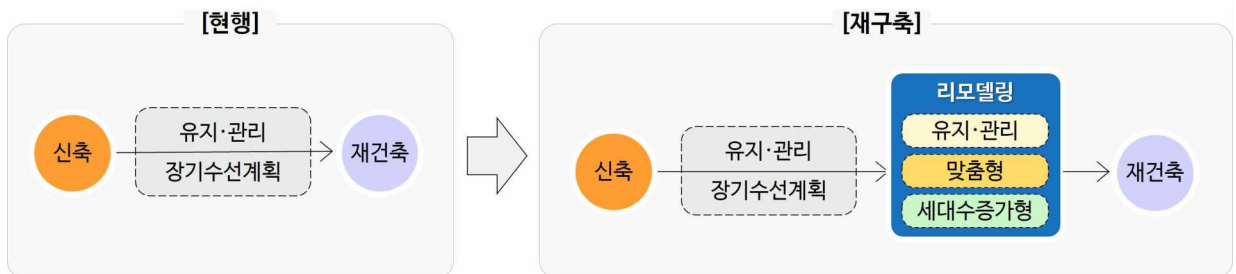 [현행]
신축
유지·관리
장기수선계획
재건축
[재구축]
신축
유지·관리
장기수선계획
리모델링
유지·관리
맞춤형
세대수증가형
재건축